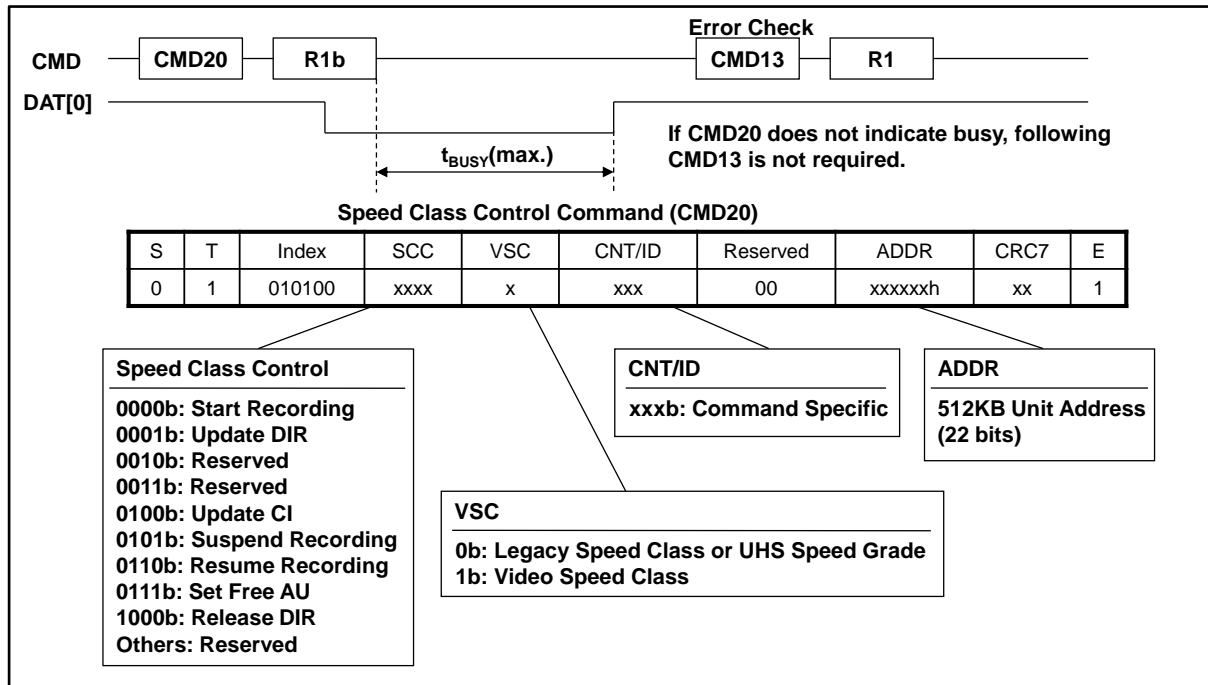 Error Check
CMD CMD20 R1b CMD13 R1
DAT[0]
If CMD20 does not indicate busy, following
CMD13 is not required.
tBUSY(max.)
Speed Class Control Command (CMD20)
S T Index SCC VSC CNT/ID Reserved ADDR CRC7 E
0 1 010100 xxxx x xxx 00 xxxxxxh xx 1
Speed Class Control
0000b: Start Recording
0001b: Update DIR
0010b: Reserved
0011b: Reserved
0100b: Update CI
0101b: Suspend Recording
0110b: Resume Recording
0111b: Set Free AU
1000b: Release DIR
Others: Reserved
CNT/ID
xxxb: Command Specific
ADDR
512KB Unit Address
(22 bits)
VSC
0b: Legacy Speed Class or UHS Speed Grade
1b: Video Speed Class